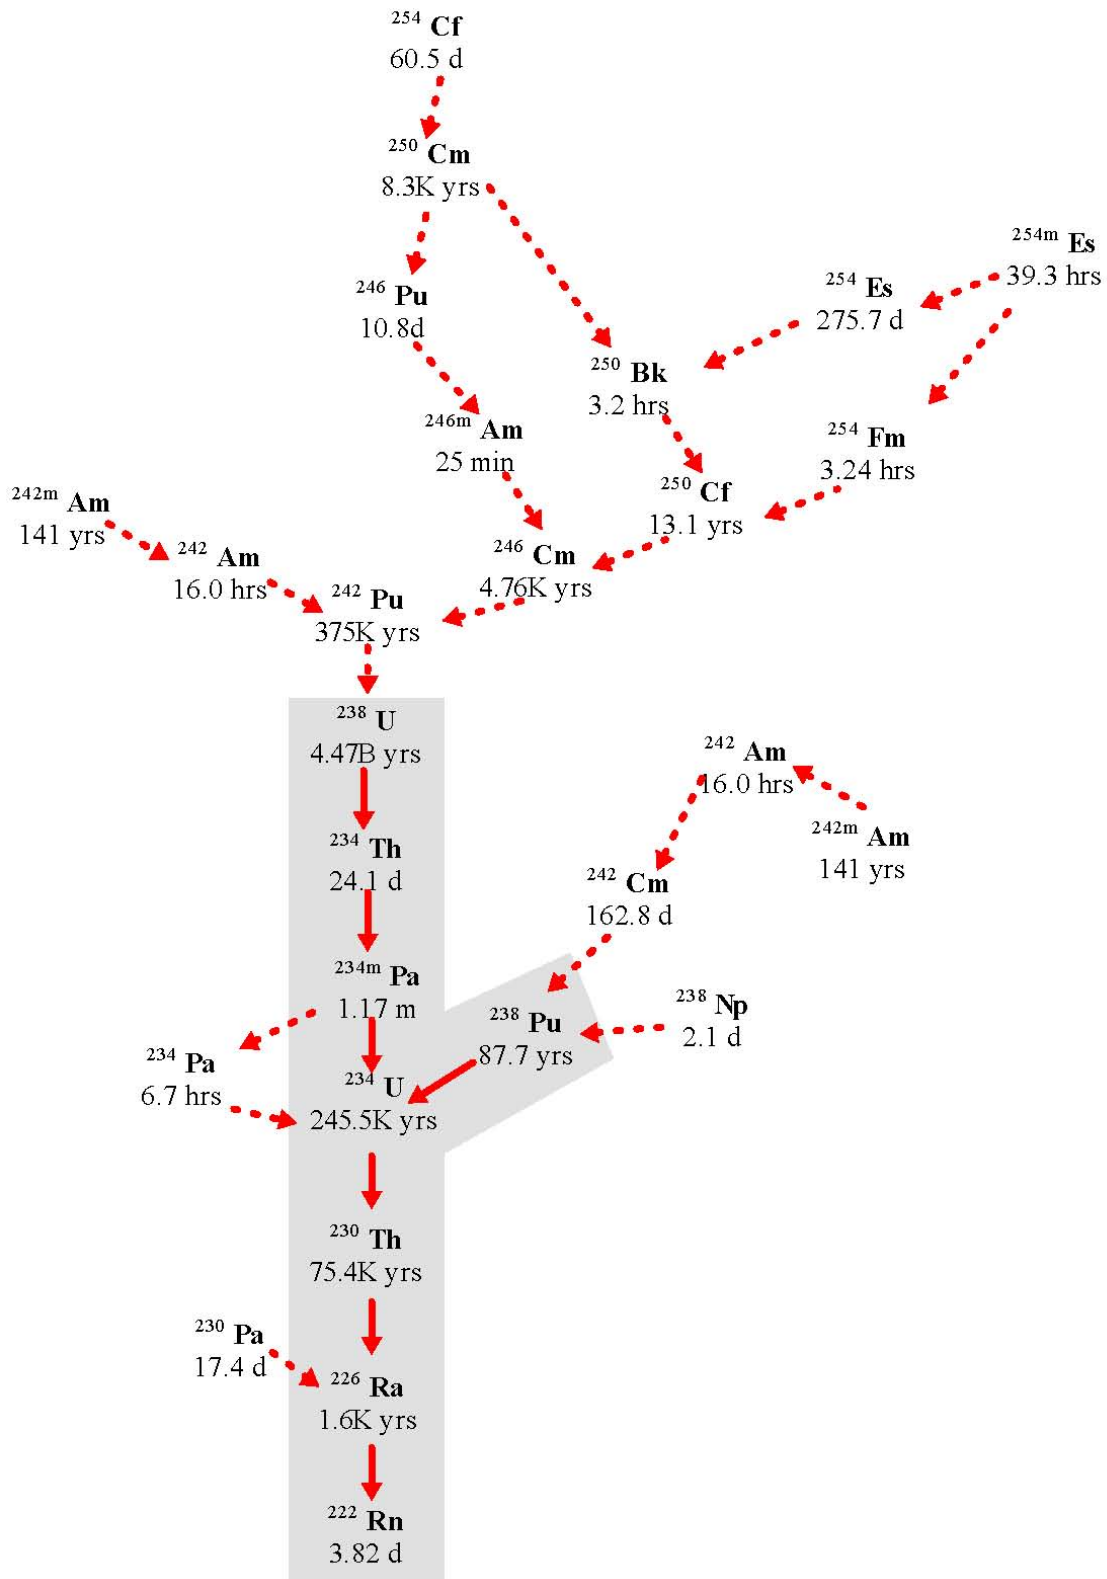 254 Cf
60.5 d
250 Cm
8.3K yrs
254m Es
39.3 hrs
246 Pu
10.8d
254 Es
275.7 d
250 Bk
3.2 hrs
246m Am
25 min
254 Fm
3.24 hrs
250 Cf
13.1 yrs
242m Am
141 yrs
242 Am
16.0 hrs
246 Cm
4.76K yrs
242 Pu
375K yrs
238 U
4.47B yrs
242 Am
16.0 hrs
242m Am
141 yrs
234 Th
24.1 d
242 Cm
162.8 d
234m Pa
1.17 m
238 Pu
87.7 yrs
238 Np
2.1 d
234 Pa
6.7 hrs
234 U
245.5K yrs
230 Th
75.4K yrs
230 Pa
17.4 d
226 Ra
1.6K yrs
222 Rn
3.82 d